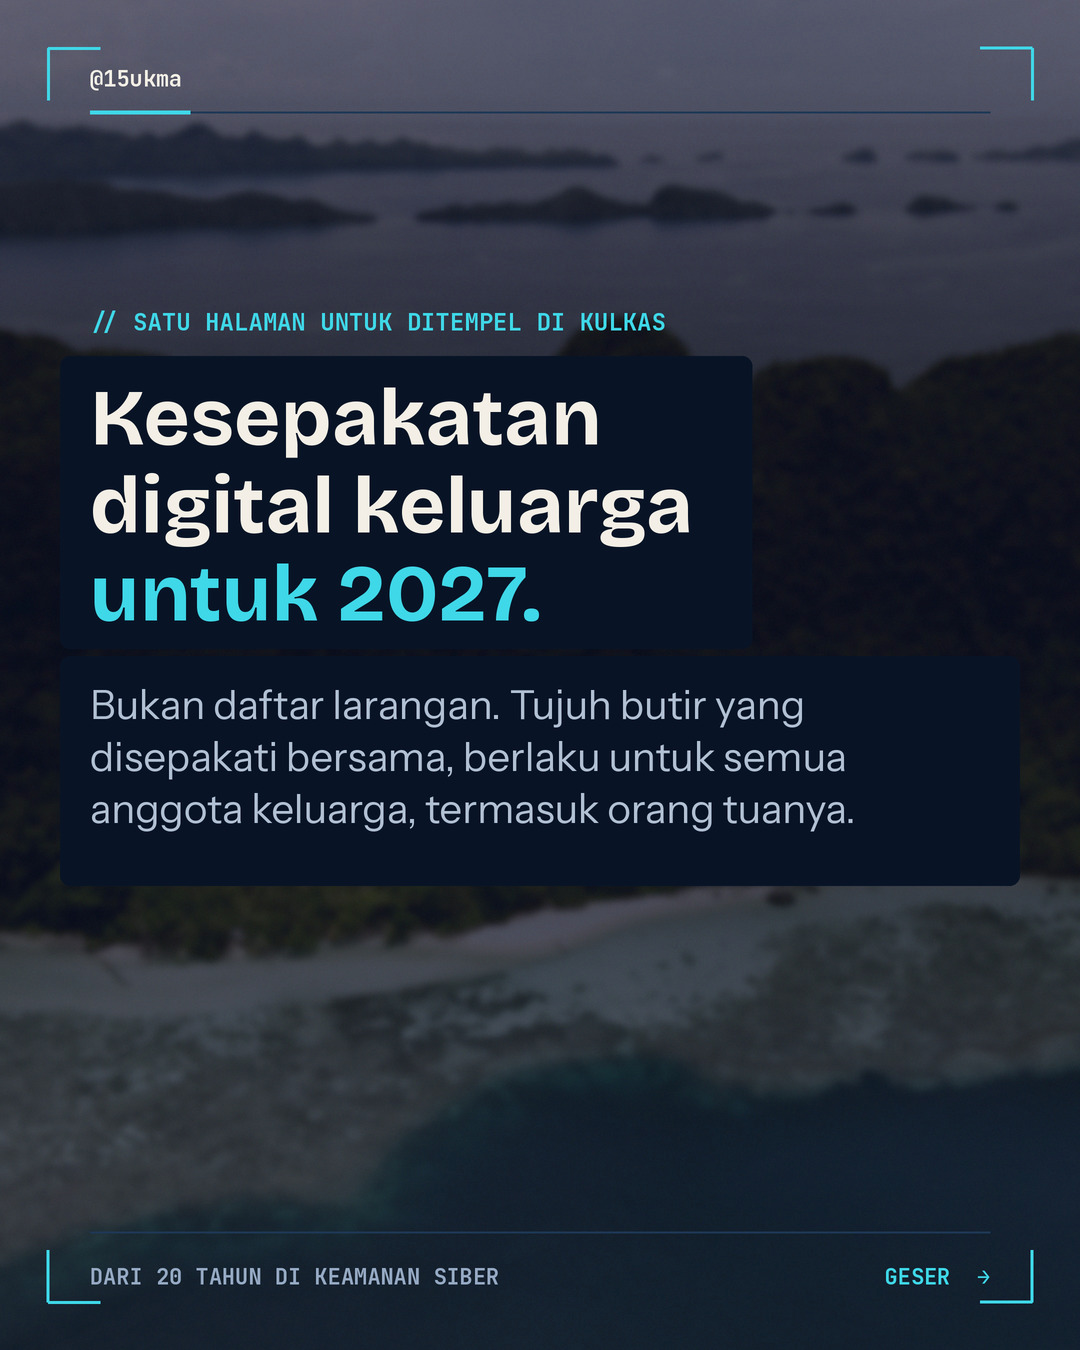 @15ukma
// SATU HALAMAN UNTUK DITEMPEL DI KULKAS
Kesepakatan
digital keluarga
untuk 2027.
Bukan daftar larangan. Tujuh butir yang
disepakati bersama, berlaku untuk semua
anggota keluarga, termasuk orang tuanya.
DARI 20 TAHUN DI KEAMANAN SIBER
GESER →